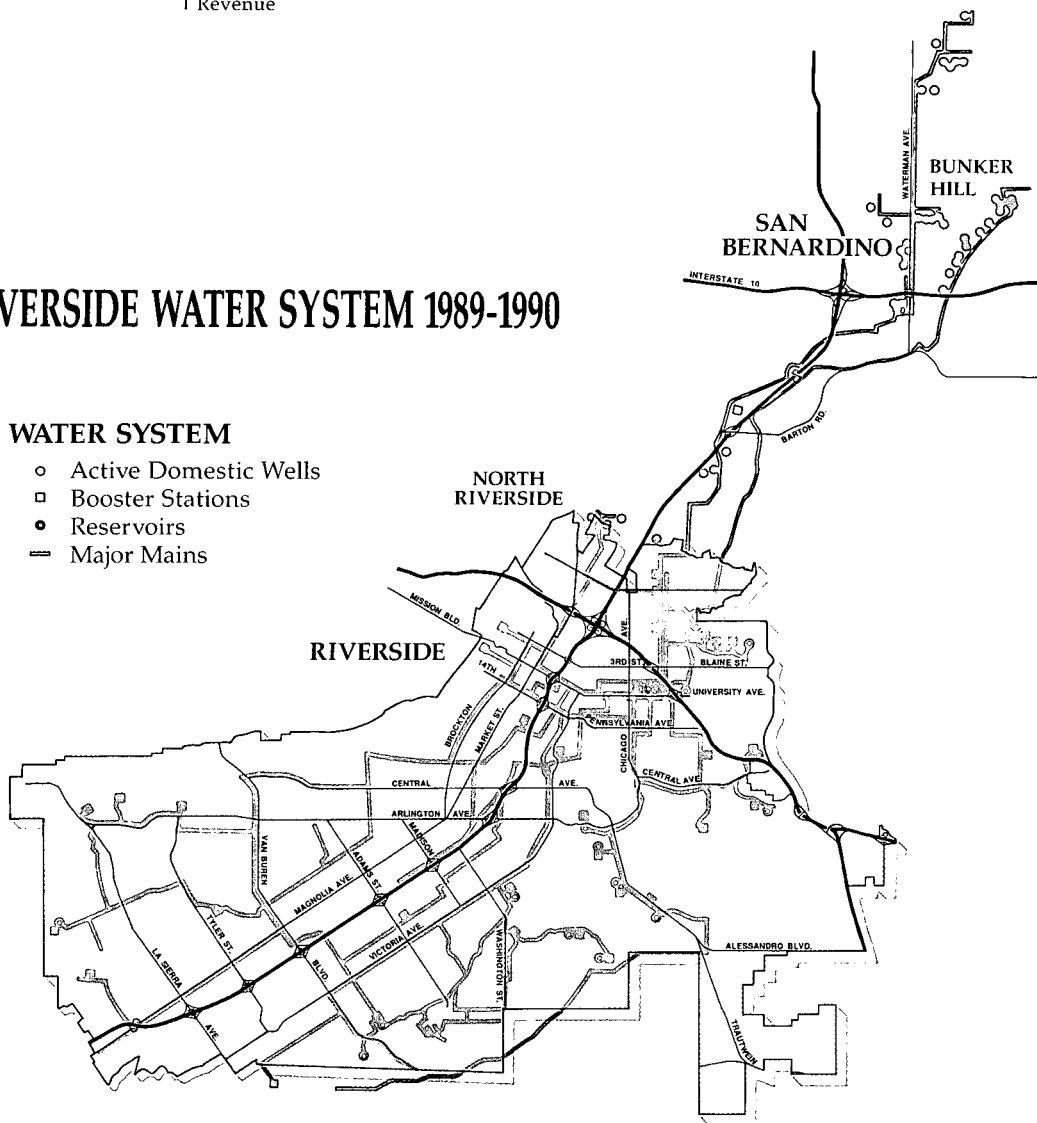 Revenue
WATERMAN AVE.
BUNKER
HILL
SAN
BERNARDINO
INTERSTATE 10
VERSIDE WATER SYSTEM 1989-1990
BARTON RD.
WATER SYSTEM
Active Domestic Wells
Booster Stations
Reservoirs
Major Mains
NORTH
RIVERSIDE
MISSION BLD.
RIVERSIDE
14TH
3RD ST.
BLAINE ST.
UNIVERSITY AVE.
BROCKTON
MARKET ST.
ENNSYLVANIA AVE
CHICAGO
AVE.
CENTRAL
AVE.
CENTRAL AVE.
ARLINGTON
AVE.
VAN BUREN
BLVD.
MADISON
ADAMS ST.
MAGNOLIA AVE.
VICTORIA AVE.
TYLER ST.
LA SIERRA
AVE.
WASHINGTON ST.
ALESSANDRO BLVD.
TRAUTWEIN